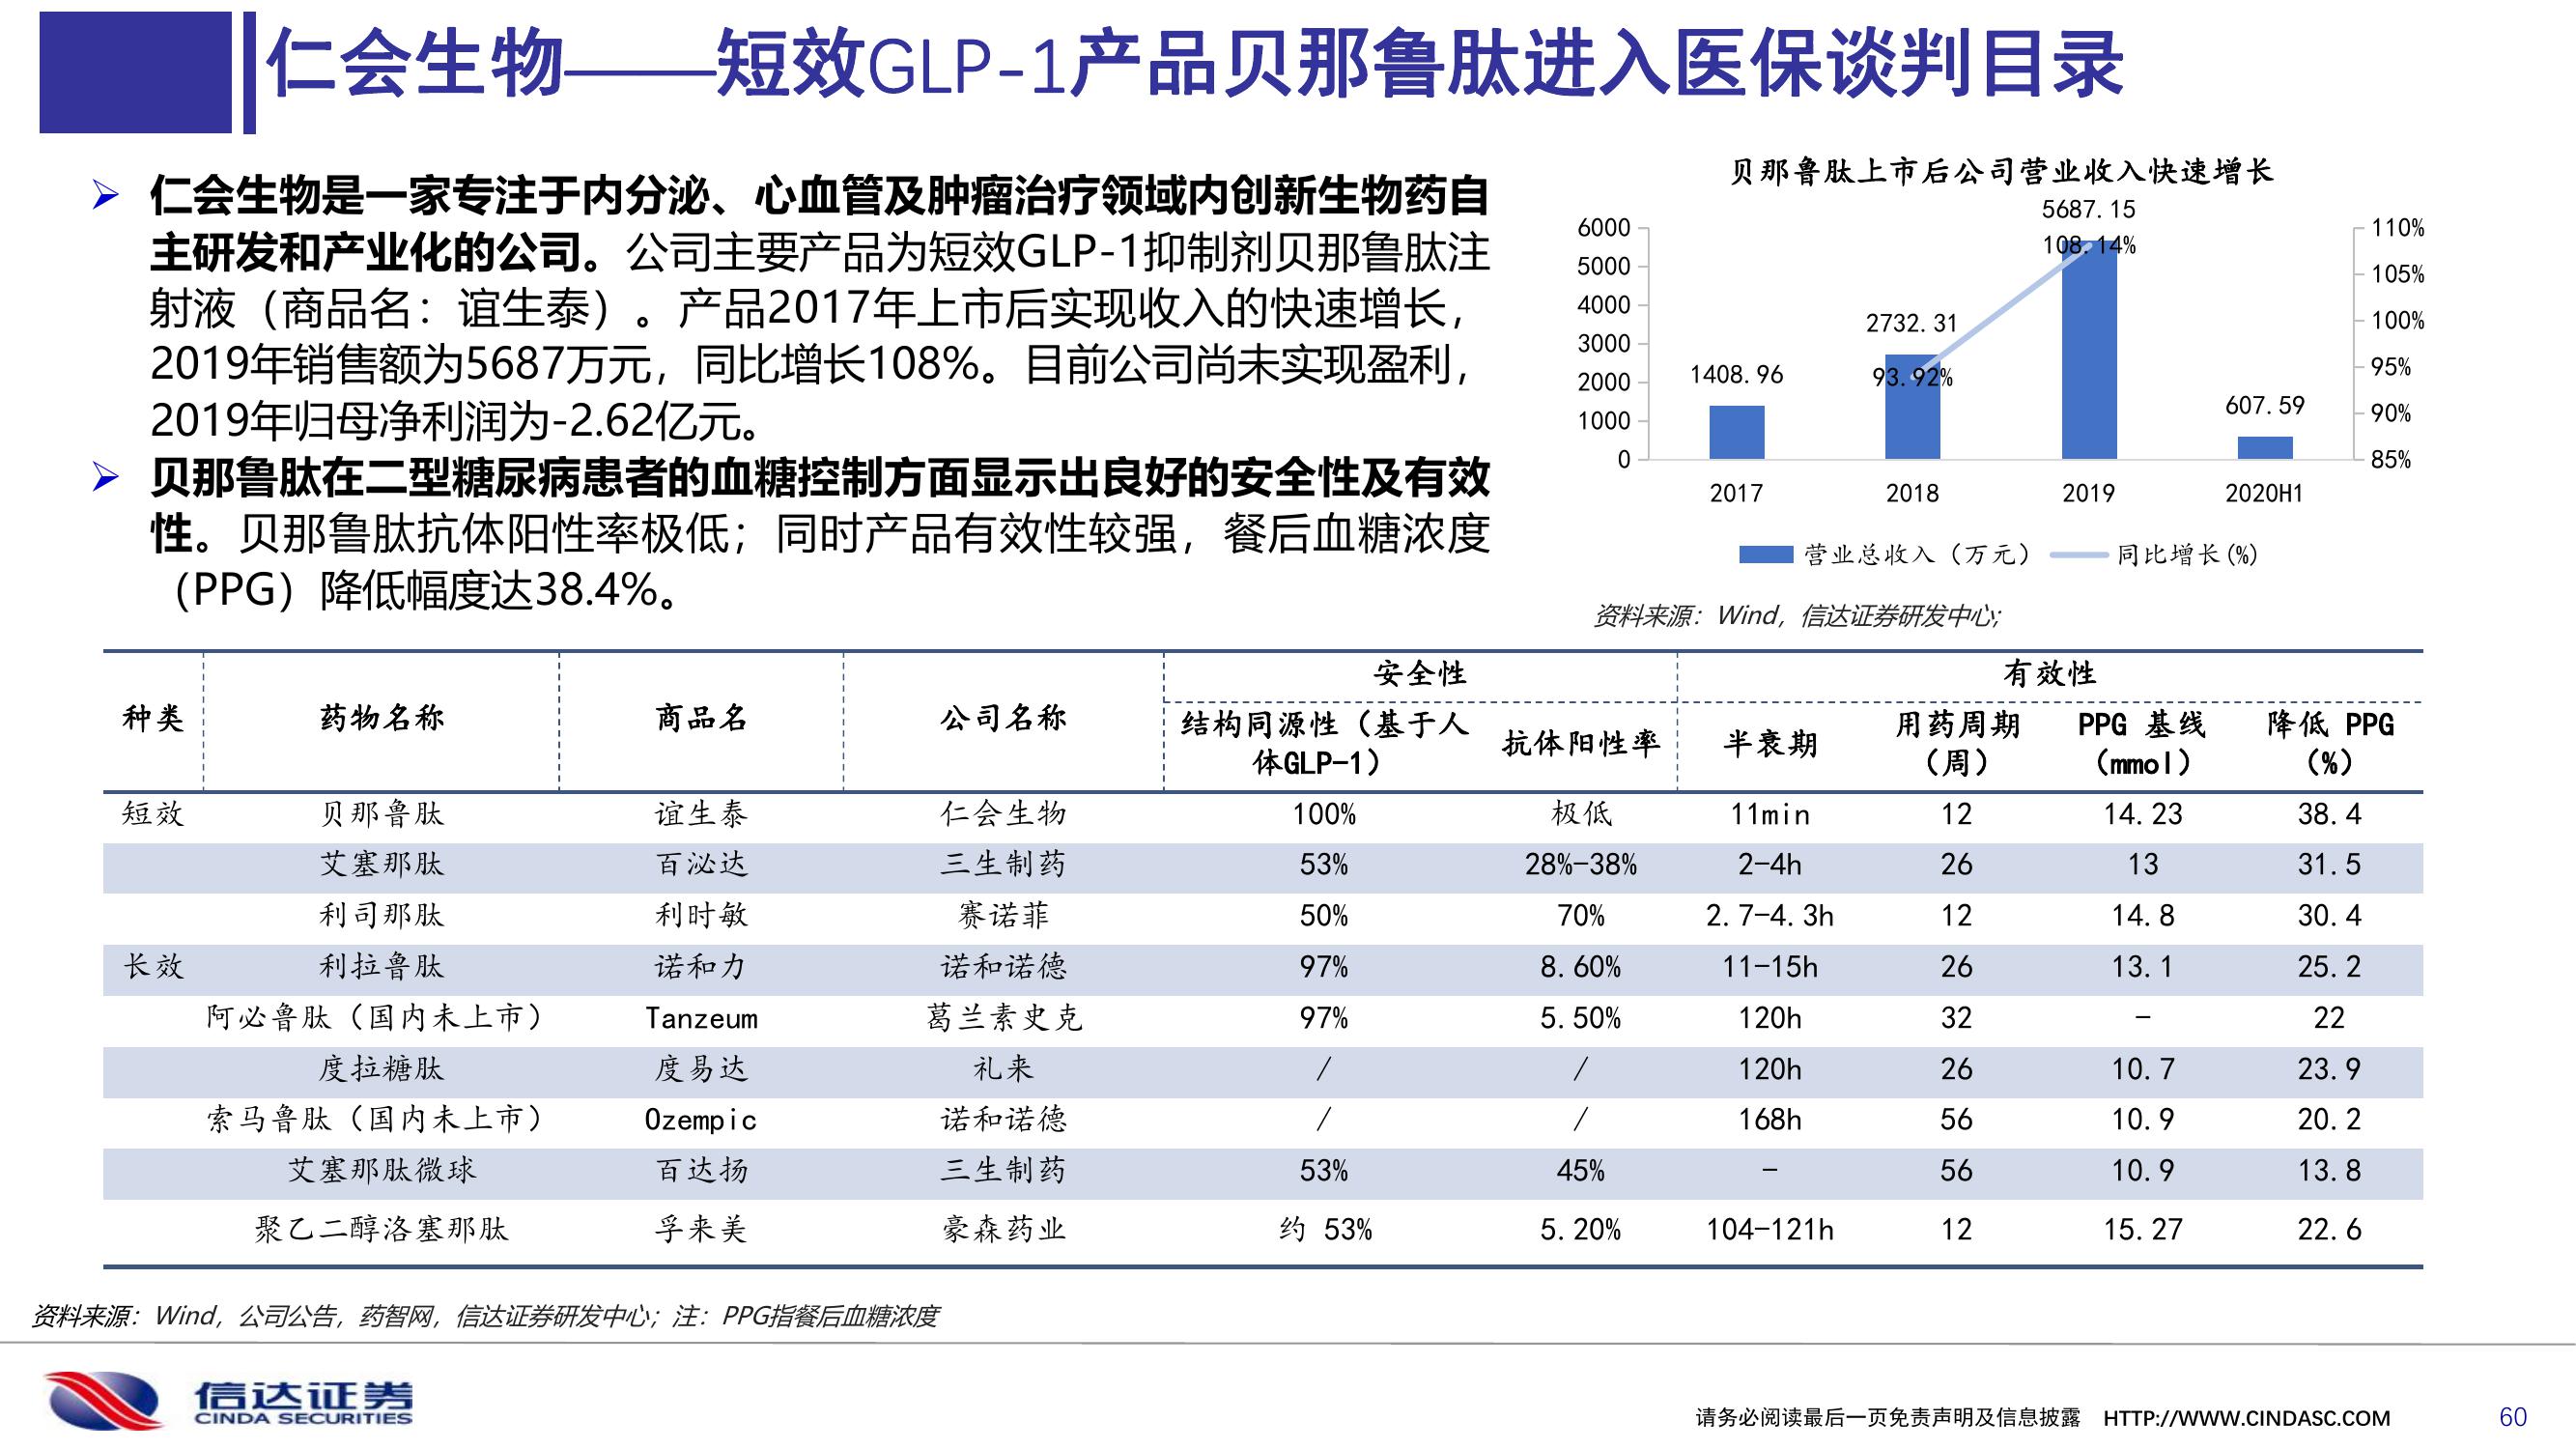 仁会生物——短效GLP-1产品贝那鲁肽进入医保谈判目录
仁会生物是一家专注于内分泌、心血管及肿瘤治疗领域内创新生物药自
主研发和产业化的公司。公司主要产品为短效GLP-1抑制剂贝那鲁肽注
射液（商品名：谊生泰）。产品2017年上市后实现收入的快速增长，
2019年销售额为5687万元，同比增长108%。目前公司尚未实现盈利，
2019年归母净利润为-2.62亿元。
贝那鲁肽在二型糖尿病患者的血糖控制方面显示出良好的安全性及有效
性。贝那鲁肽抗体阳性率极低；同时产品有效性较强，餐后血糖浓度
（PPG）降低幅度达38.4%。
贝那鲁肽上市后公司营业收入快速增长
5687.15
6000 110%
108.14%
5000 105%
4000 100%
2732.31
3000 95%
1408.96 93.92%
2000 90%
607.59
1000
0 85%
2017 2018 2019 2020H1
营业总收入（万元） 同比增长(%)
资料来源：Wind，信达证券研发中心;
安全性 有效性
种类 药物名称 商品名 公司名称 结构同源性（基于人 抗体阳性率 半衰期 用药周期 PPG 基线 降低 PPG
体GLP-1） （周） （mmol） （%）
短效 贝那鲁肽 谊生泰 仁会生物 100% 极低 11min 12 14.23 38.4
艾塞那肽 百泌达 三生制药 53% 28%-38% 2-4h 26 13 31.5
利司那肽 利时敏 赛诺菲 50% 70% 2.7-4.3h 12 14.8 30.4
长效 利拉鲁肽 诺和力 诺和诺德 97% 8.60% 11-15h 26 13.1 25.2
阿必鲁肽（国内未上市） Tanzeum 葛兰素史克 97% 5.50% 120h 32 - 22
度拉糖肽 度易达 礼来 / / 120h 26 10.7 23.9
索马鲁肽（国内未上市） Ozempic 诺和诺德 / / 168h 56 10.9 20.2
艾塞那肽微球 百达扬 三生制药 53% 45% - 56 10.9 13.8
聚乙二醇洛塞那肽 孚来美 豪森药业 约 53% 5.20% 104-121h 12 15.27 22.6
资料来源：Wind，公司公告，药智网，信达证券研发中心；注：PPG指餐后血糖浓度
信达证券
CINDA SECURITIES
请务必阅读最后一页免责声明及信息披露 HTTP://WWW.CINDASC.COM 60